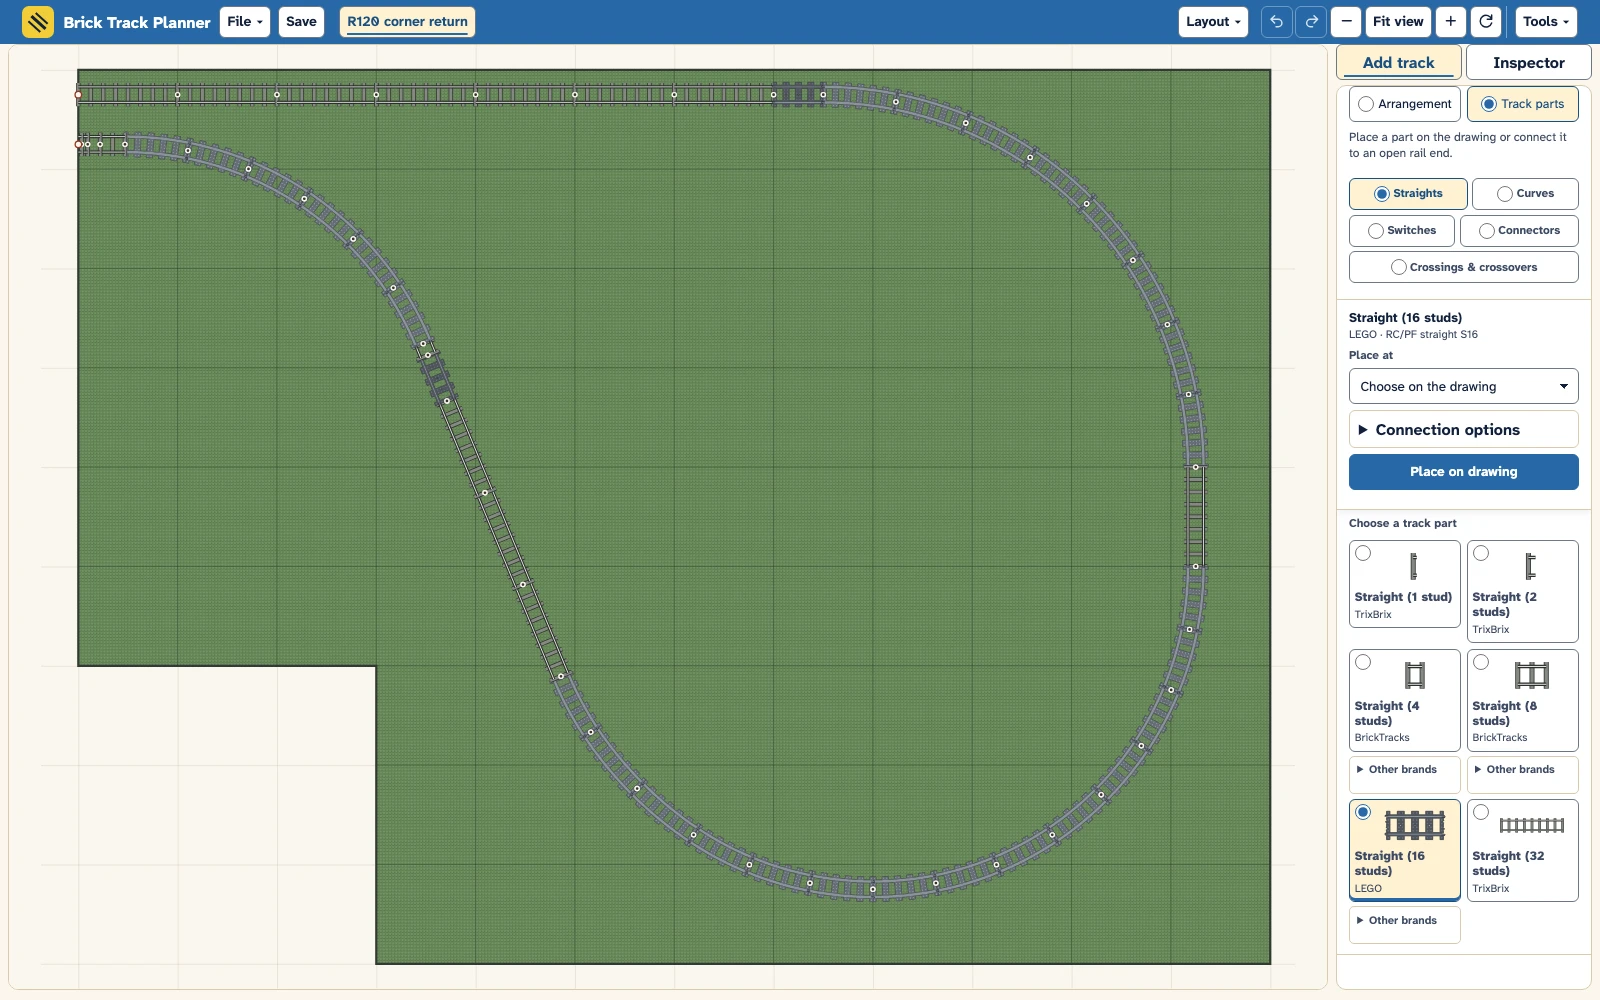 Brick Track Planner
File
Save
R120 corner return
Layout
−
Fit view
+
Tools
Add track
Inspector
Arrangement
Track parts
Place a part on the drawing or connect it
to an open rail end.
Straights
Curves
Switches
Connectors
Crossings & crossovers
Straight (16 studs)
LEGO · RC/PF straight S16
Place at
Choose on the drawing
Connection options
Place on drawing
Choose a track part
Straight (1 stud)
TrixBrix
Straight (2
studs)
TrixBrix
Straight (4
studs)
BrickTracks
Straight (8
studs)
BrickTracks
Other brands
Other brands
Straight (16
studs)
LEGO
Straight (32
studs)
TrixBrix
Other brands